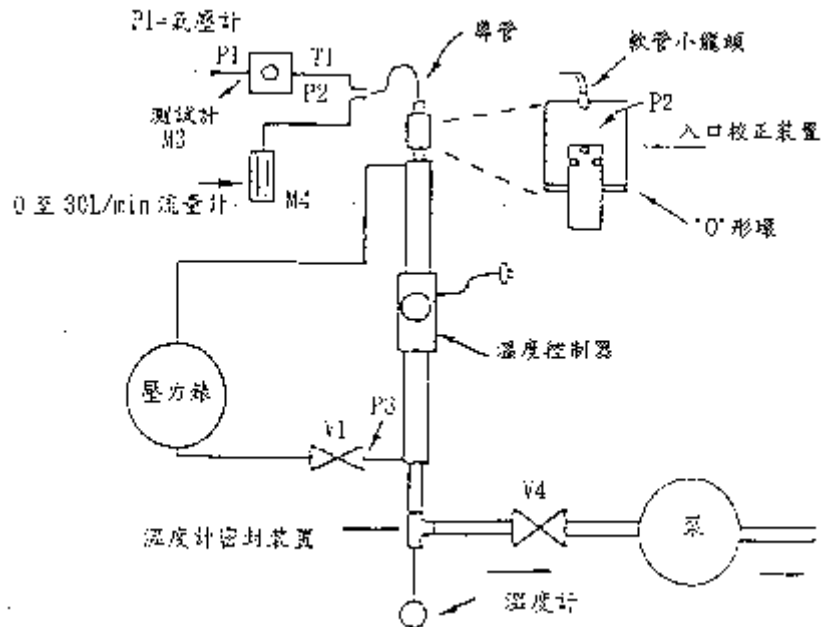 P1=氣壓計
P1
T1
P2
測試計
M3
M4
0 至 30L/min 流量計
導管
軟管小龍頭
P2
入口校正裝置
"O"形環
溫度控制器
壓力錶
V1
P3
V4
泵
溫度計密封裝置
溫度計